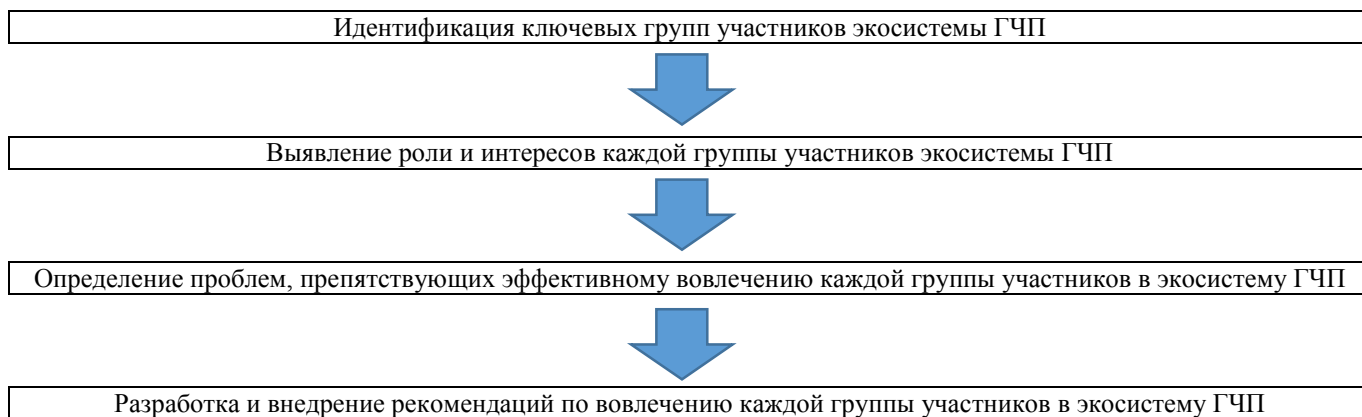 Идентификация ключевых групп участников экосистемы ГЧП
Выявление роли и интересов каждой группы участников экосистемы ГЧП
Определение проблем, препятствующих эффективному вовлечению каждой группы участников в экосистему ГЧП
Разработка и внедрение рекомендаций по вовлечению каждой группы участников в экосистему ГЧП